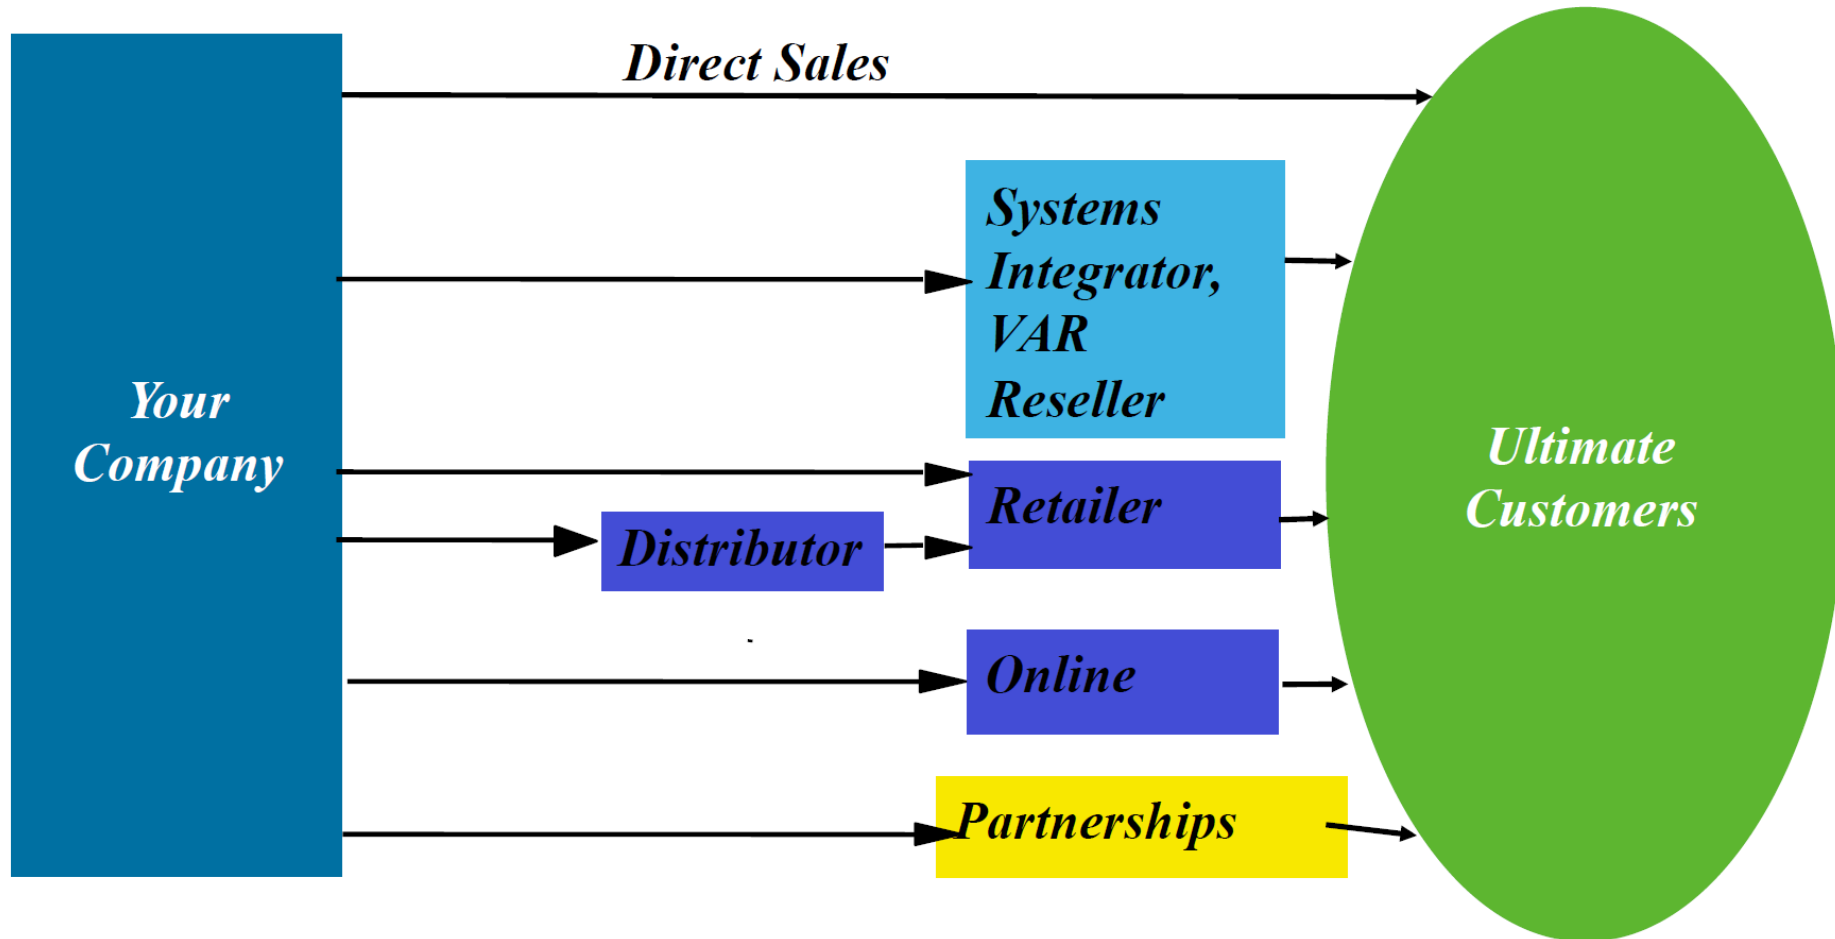 Direct Sales
Systems
Integrator,
VAR
Reseller
Your
Company
Retailer
Distributor
Ultimate
Customers
Online
Partnerships